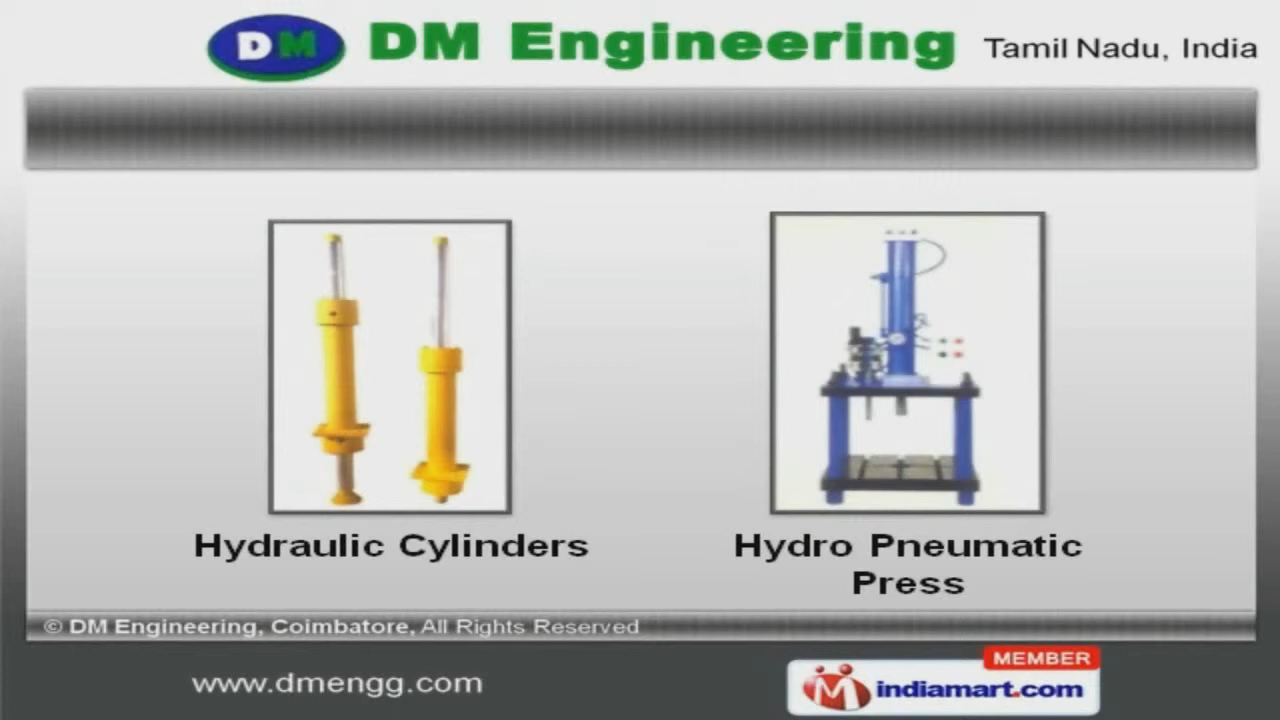 DM DM Engineering Tamil Nadu, India
Hydraulic Cylinders
Hydro Pneumatic
Press
© DM Engineering, Coimbatore, All Rights Reserved
www.dmengg.com
MEMBER
indiamart.com